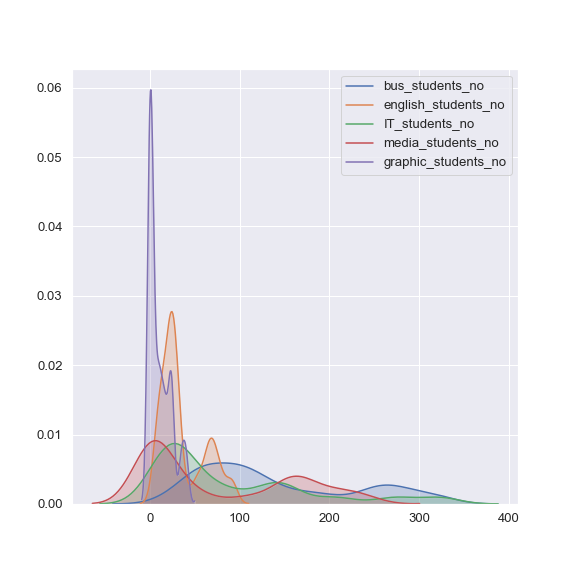 bus_students_no
english_students_no
IT_students_no
media_students_no
graphic_students_no
0.06
0.05
0.04
0.03
0.02
0.01
0.00
0 100 200 300 400